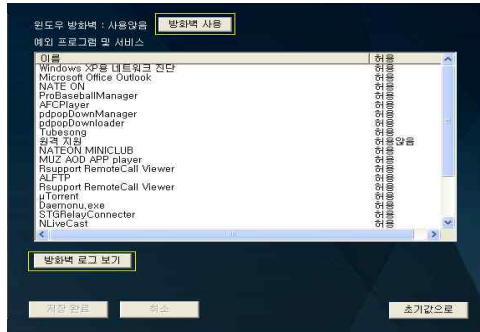 윈도우 방화벽 : 사용않음 방화벽 사용
예외 프로그램 및 서비스
이름 허용
Windows XP용 네트워크 진단 허용
Microsoft Office Outlook 허용
NATE ON 허용
ProBaseballManager 허용
AFCPlayer 허용
pdpopDownManager 허용
pdpopDownloader 허용
Tubesong 허용
원격 지원 허용않음
NATEON MINICLUB 허용
MUZ AOD APP player 허용
Rsupport RemoteCall Viewer 허용
ALFTP 허용
Rsupport RemoteCall Viewer 허용
µTorrent 허용
Daemonu.exe 허용
STGRelayConnecter 허용
NLiveCast 허용
방화벽 로그 보기
저장 완료 취소 초기값으로